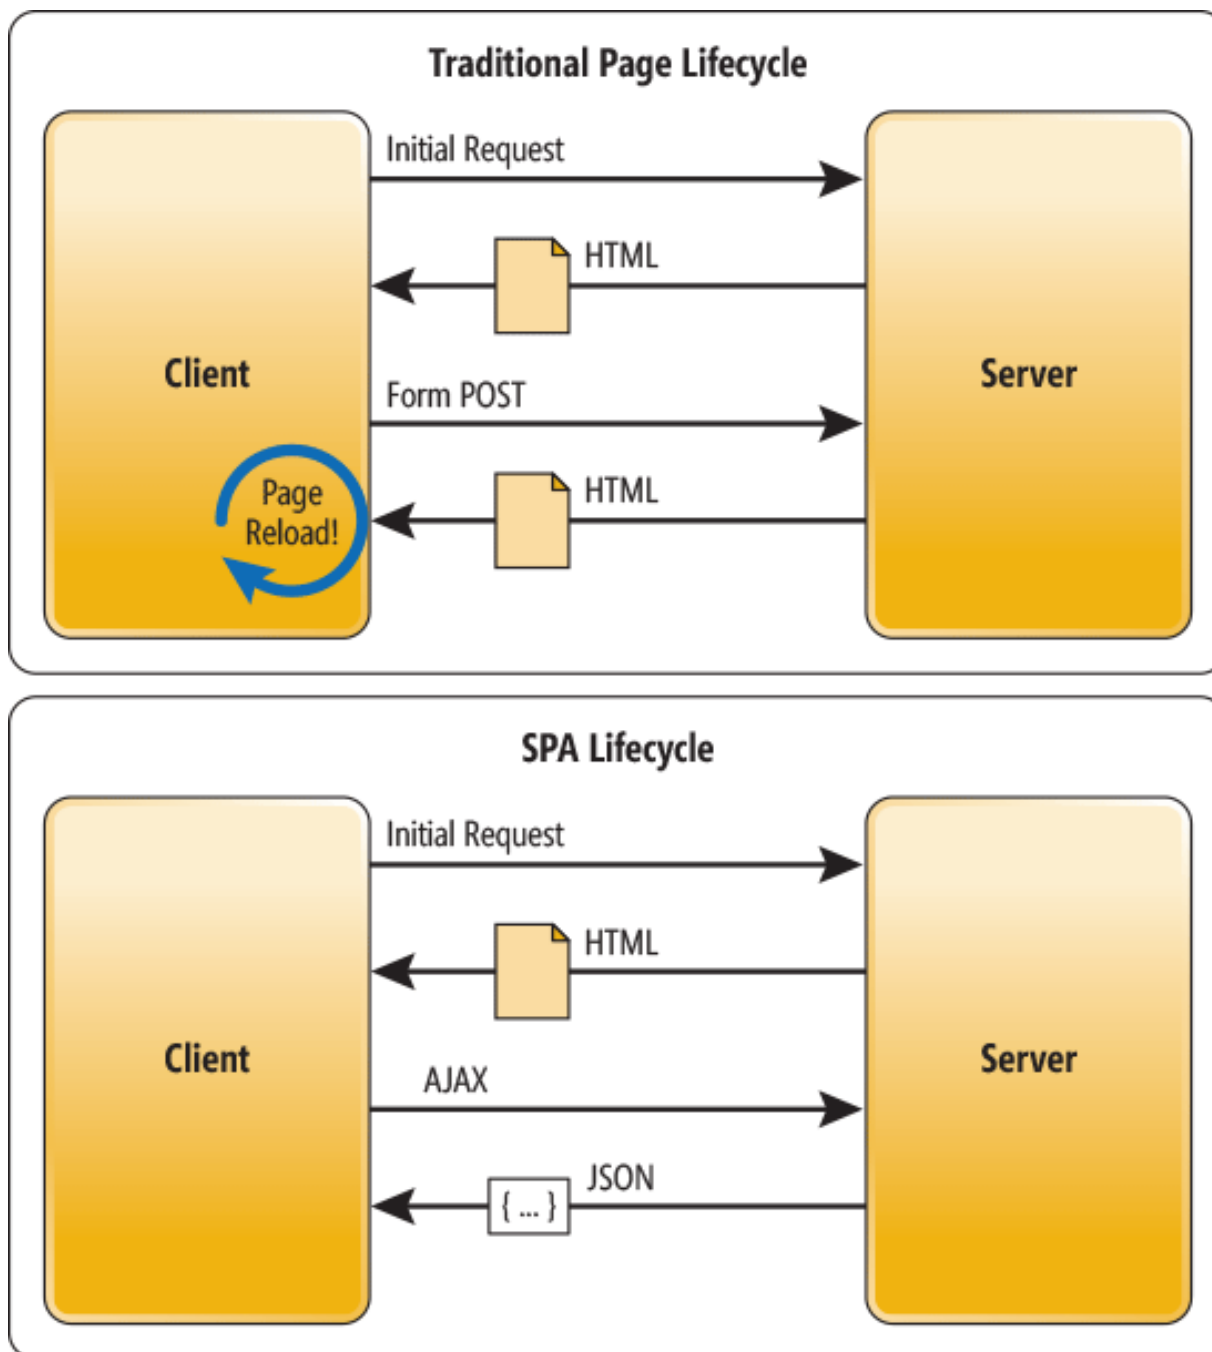 Traditional Page Lifecycle
Initial Request
HTML
Client
Server
Form POST
Page
Reload!
HTML
SPA Lifecycle
Initial Request
HTML
Client
Server
AJAX
JSON
{ ... }